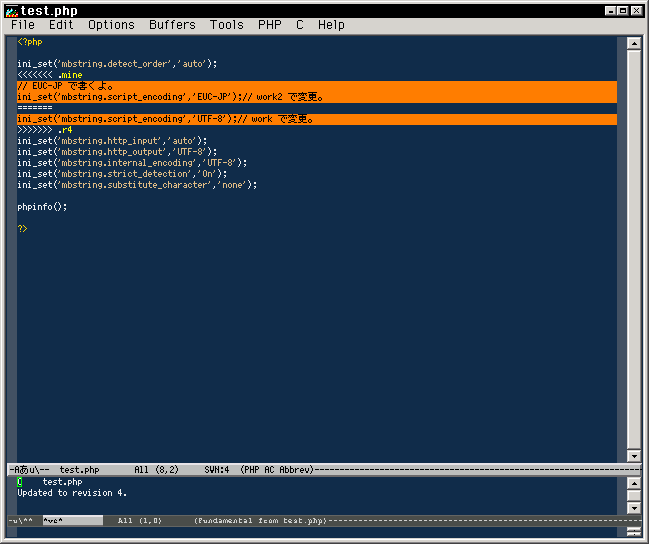 test.php
File Edit Options Buffers Tools PHP C Help
<?php
ini_set('mbstring.detect_order','auto');
<<<<<<< .mine
// EUC-JP で書くよ。
ini_set('mbstring.script_encoding','EUC-JP');// work2 で変更。
=======
ini_set('mbstring.script_encoding','UTF-8');// work で変更。
>>>>>>> .r4
ini_set('mbstring.http_input','auto');
ini_set('mbstring.http_output','UTF-8');
ini_set('mbstring.internal_encoding','UTF-8');
ini_set('mbstring.strict_detection','On');
ini_set('mbstring.substitute_character','none');
phpinfo();
?>
-Aあu\-- test.php All (8,2) SVN:4 (PHP AC Abbrev)--------------------------------------------------------------
C test.php
Updated to revision 4.
-u\** *vc* All (1,0) (Fundamental from test.php)--------------------------------------------------------------